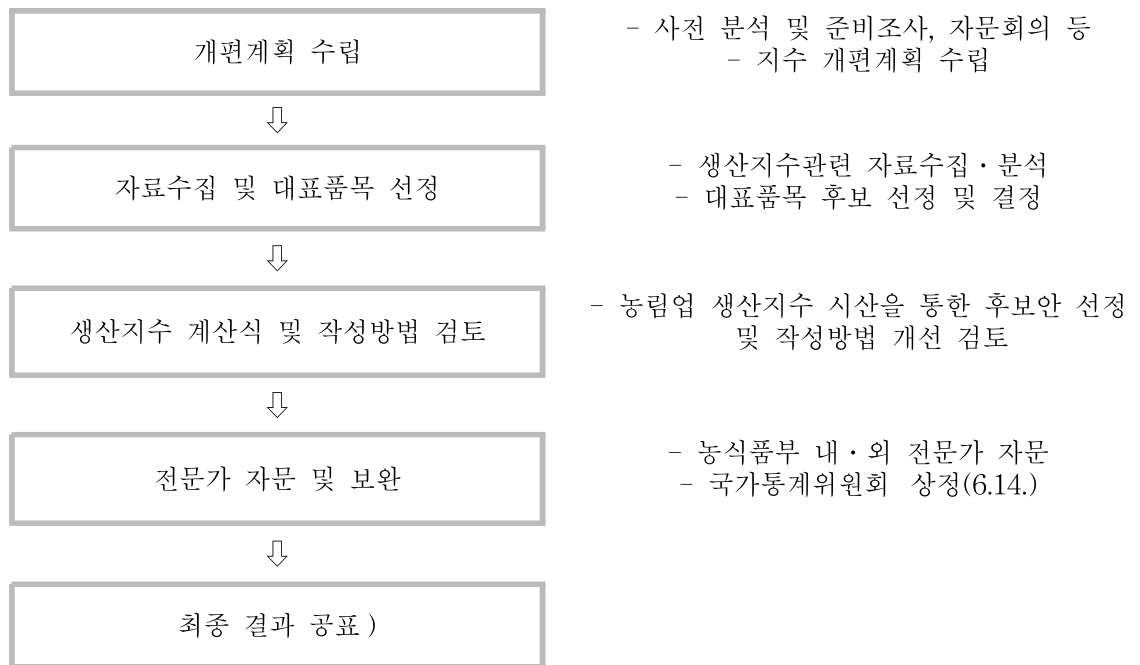 개편계획 수립
- 사전 분석 및 준비조사, 자문회의 등
- 지수 개편계획 수립
⇩
자료수집 및 대표품목 선정
- 생산지수관련 자료수집・분석
- 대표품목 후보 선정 및 결정
⇩
생산지수 계산식 및 작성방법 검토
- 농림업 생산지수 시산을 통한 후보안 선정
및 작성방법 개선 검토
⇩
전문가 자문 및 보완
- 농식품부 내・외 전문가 자문
- 국가통계위원회 상정(6.14.)
⇩
최종 결과 공표)